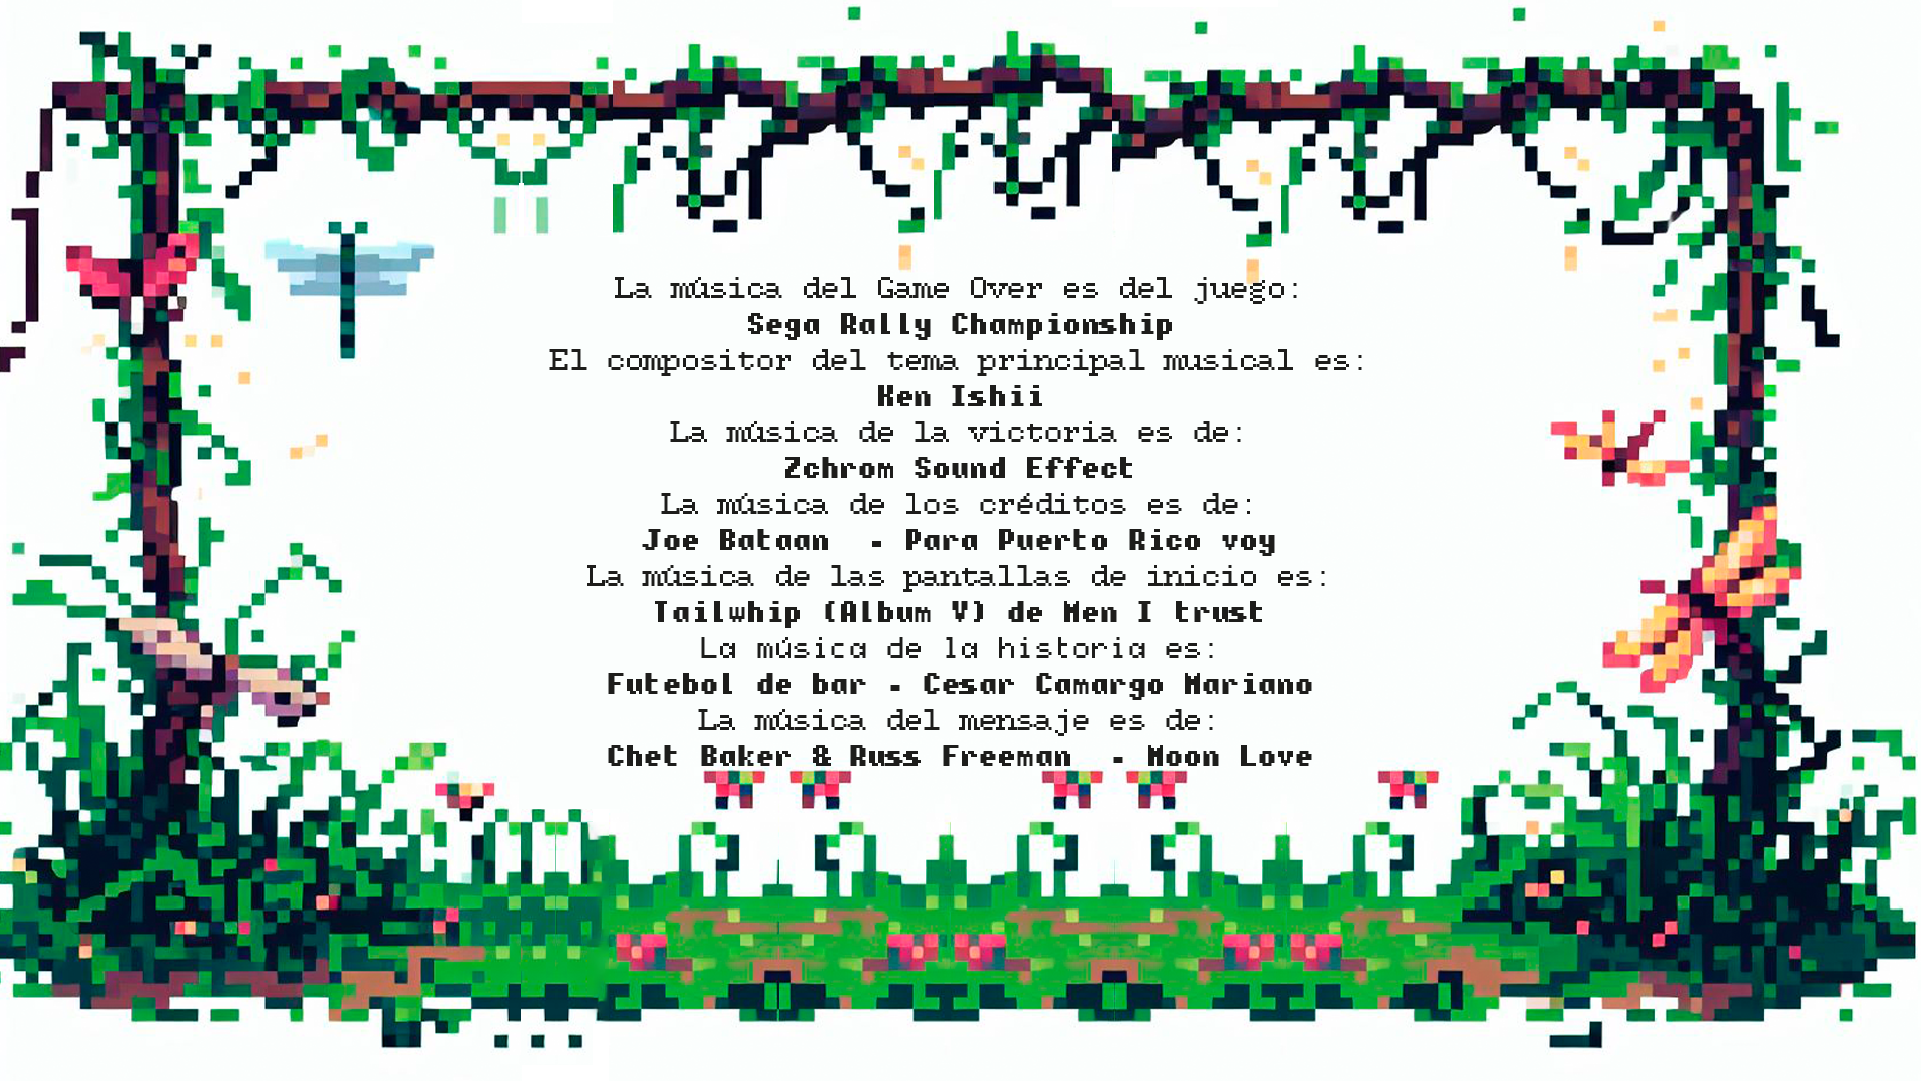 La música del Game Over es del juego:
Sega Rally Championship
El compositor del tema principal musical es:
Ken Ishii
La música de la victoria es de:
Zchrom Sound Effect
La música de los créditos es de:
Joe Bataan - Para Puerto Rico voy
La música de las pantallas de inicio es:
Tailwhip (Album V) de Men I trust
La música de la historia es:
Futebol de bar - Cesar Camargo Mariano
La música del mensaje es de:
Chet Baker & Russ Freeman - Moon Love